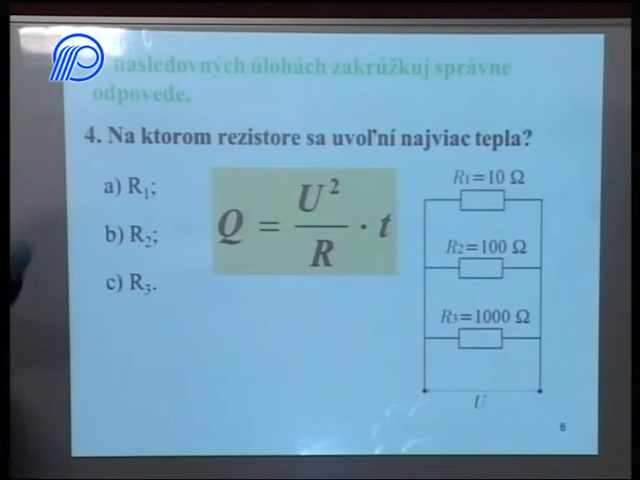 nasledovných úlohách zakrúžkuj správne
odpovede.
4. Na ktorom rezistore sa uvoľní najviac tepla?
a) R₁;
b) R₂;
c) R₃.
Q = U² / R · t
R₁=10 Ω
R₂=100 Ω
R₃=1000 Ω
U
6